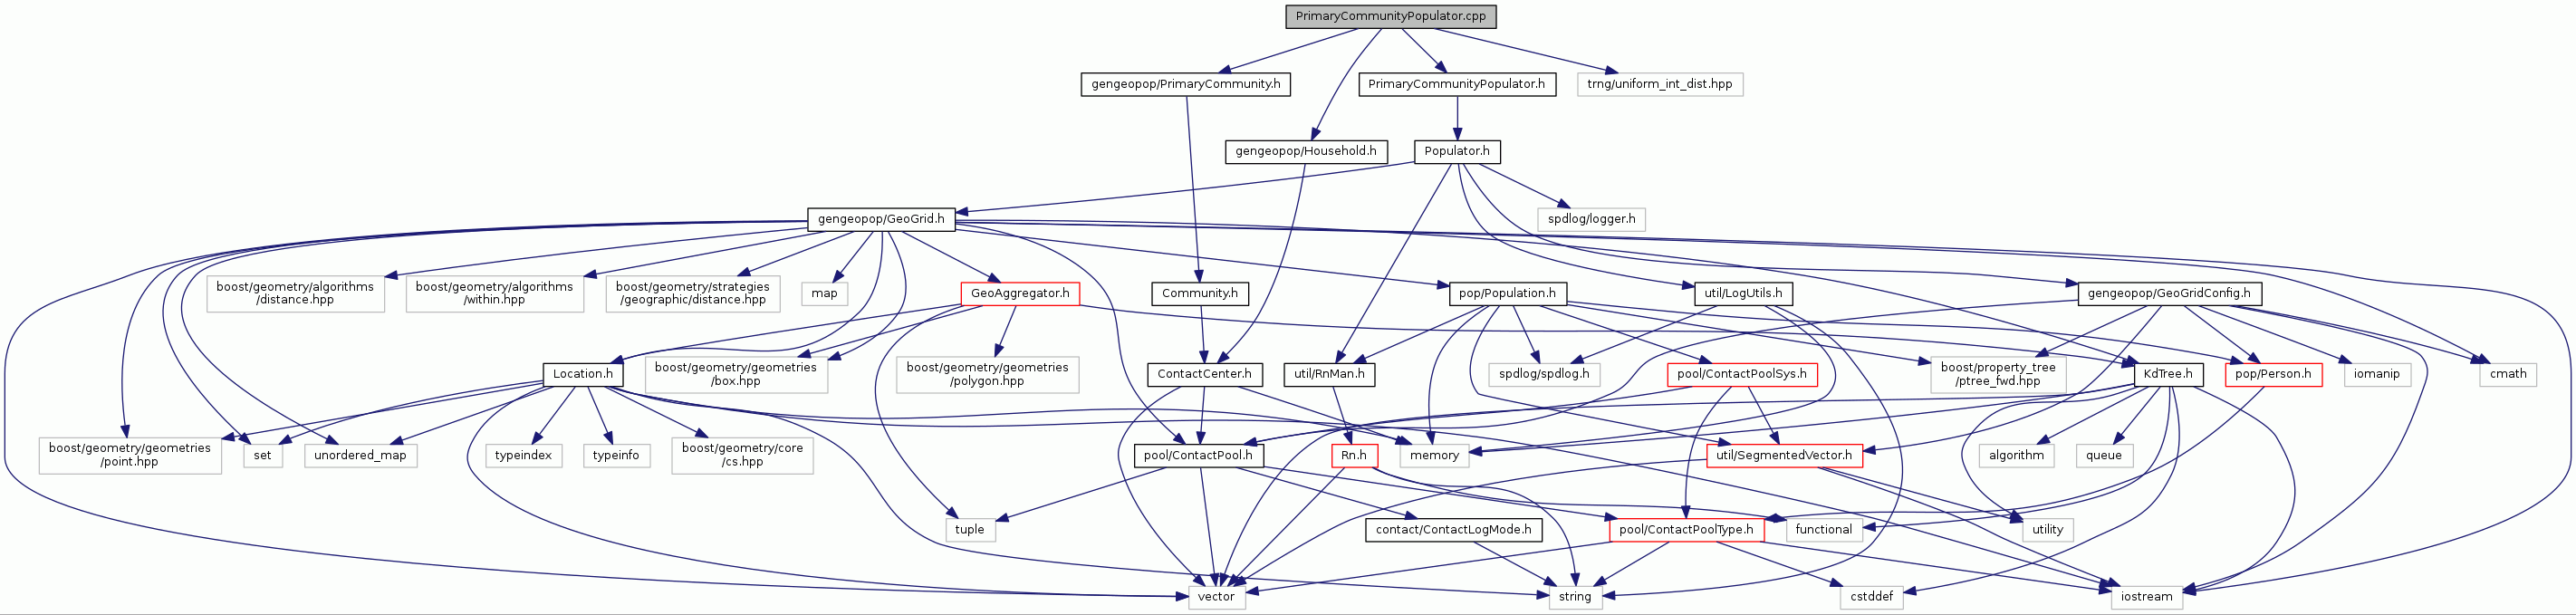 PrimaryCommunityPopulator.cpp
gengeopop/PrimaryCommunity.h
PrimaryCommunityPopulator.h
trng/uniform_int_dist.hpp
gengeopop/Household.h
Populator.h
gengeopop/GeoGrid.h
spdlog/logger.h
boost/geometry/algorithms
/distance.hpp
boost/geometry/algorithms
/within.hpp
boost/geometry/strategies
/geographic/distance.hpp
map
GeoAggregator.h
Community.h
pop/Population.h
util/LogUtils.h
gengeopop/GeoGridConfig.h
Location.h
boost/geometry/geometries
/box.hpp
boost/geometry/geometries
/polygon.hpp
ContactCenter.h
util/RnMan.h
spdlog/spdlog.h
pool/ContactPoolSys.h
boost/property_tree
/ptree_fwd.hpp
KdTree.h
pop/Person.h
iomanip
cmath
boost/geometry/geometries
/point.hpp
set
unordered_map
typeindex
typeinfo
boost/geometry/core
/cs.hpp
pool/ContactPool.h
Rn.h
memory
util/SegmentedVector.h
algorithm
queue
tuple
contact/ContactLogMode.h
pool/ContactPoolType.h
functional
utility
vector
string
cstddef
iostream